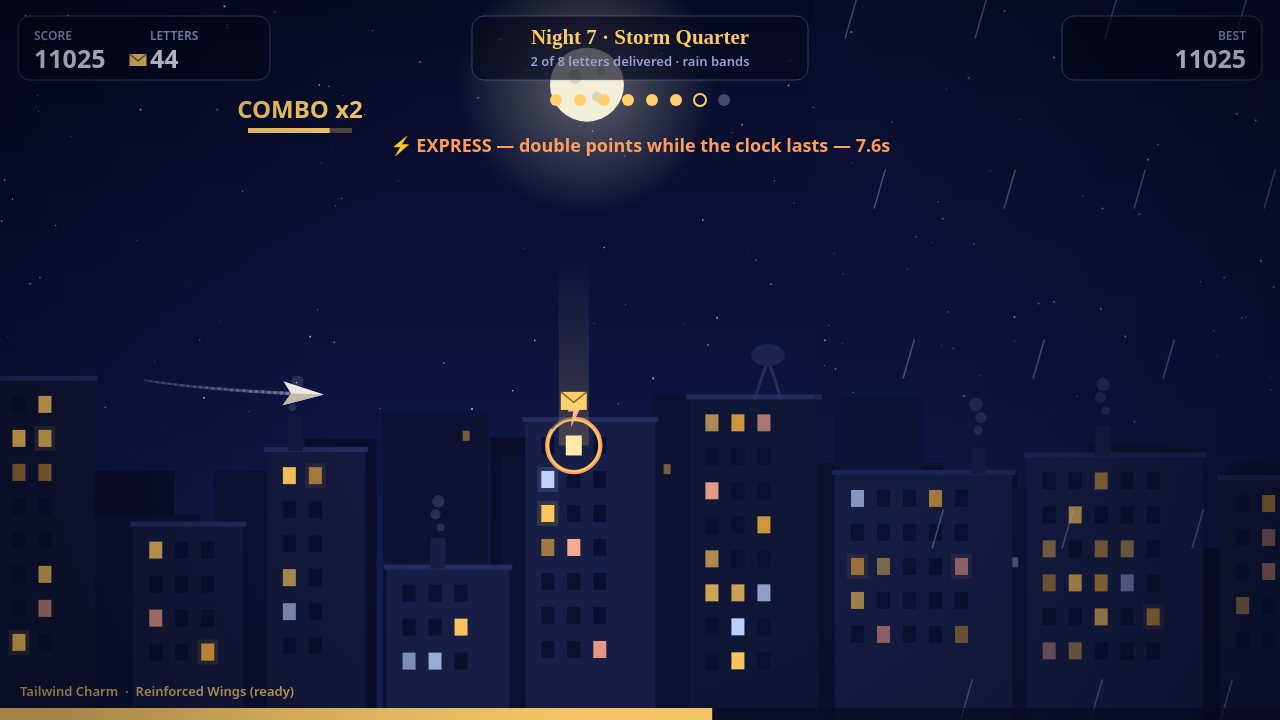 SCORE
11025
LETTERS
44
Night 7 · Storm Quarter
2 of 8 letters delivered · rain bands
BEST
11025
COMBO x2
⚡ EXPRESS — double points while the clock lasts — 7.6s
Tailwind Charm · Reinforced Wings (ready)